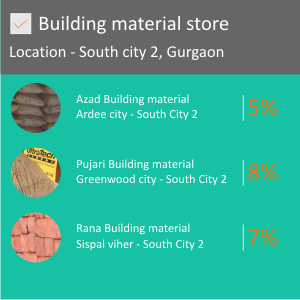 Building material store
Location - South city 2, Gurgaon
Azad Building material
Ardee city - South City 2
5%
UltraTech
CEMENT
Pujari Building material
Greenwood city - South City 2
8%
Rana Building material
Sispal viher - South City 2
7%